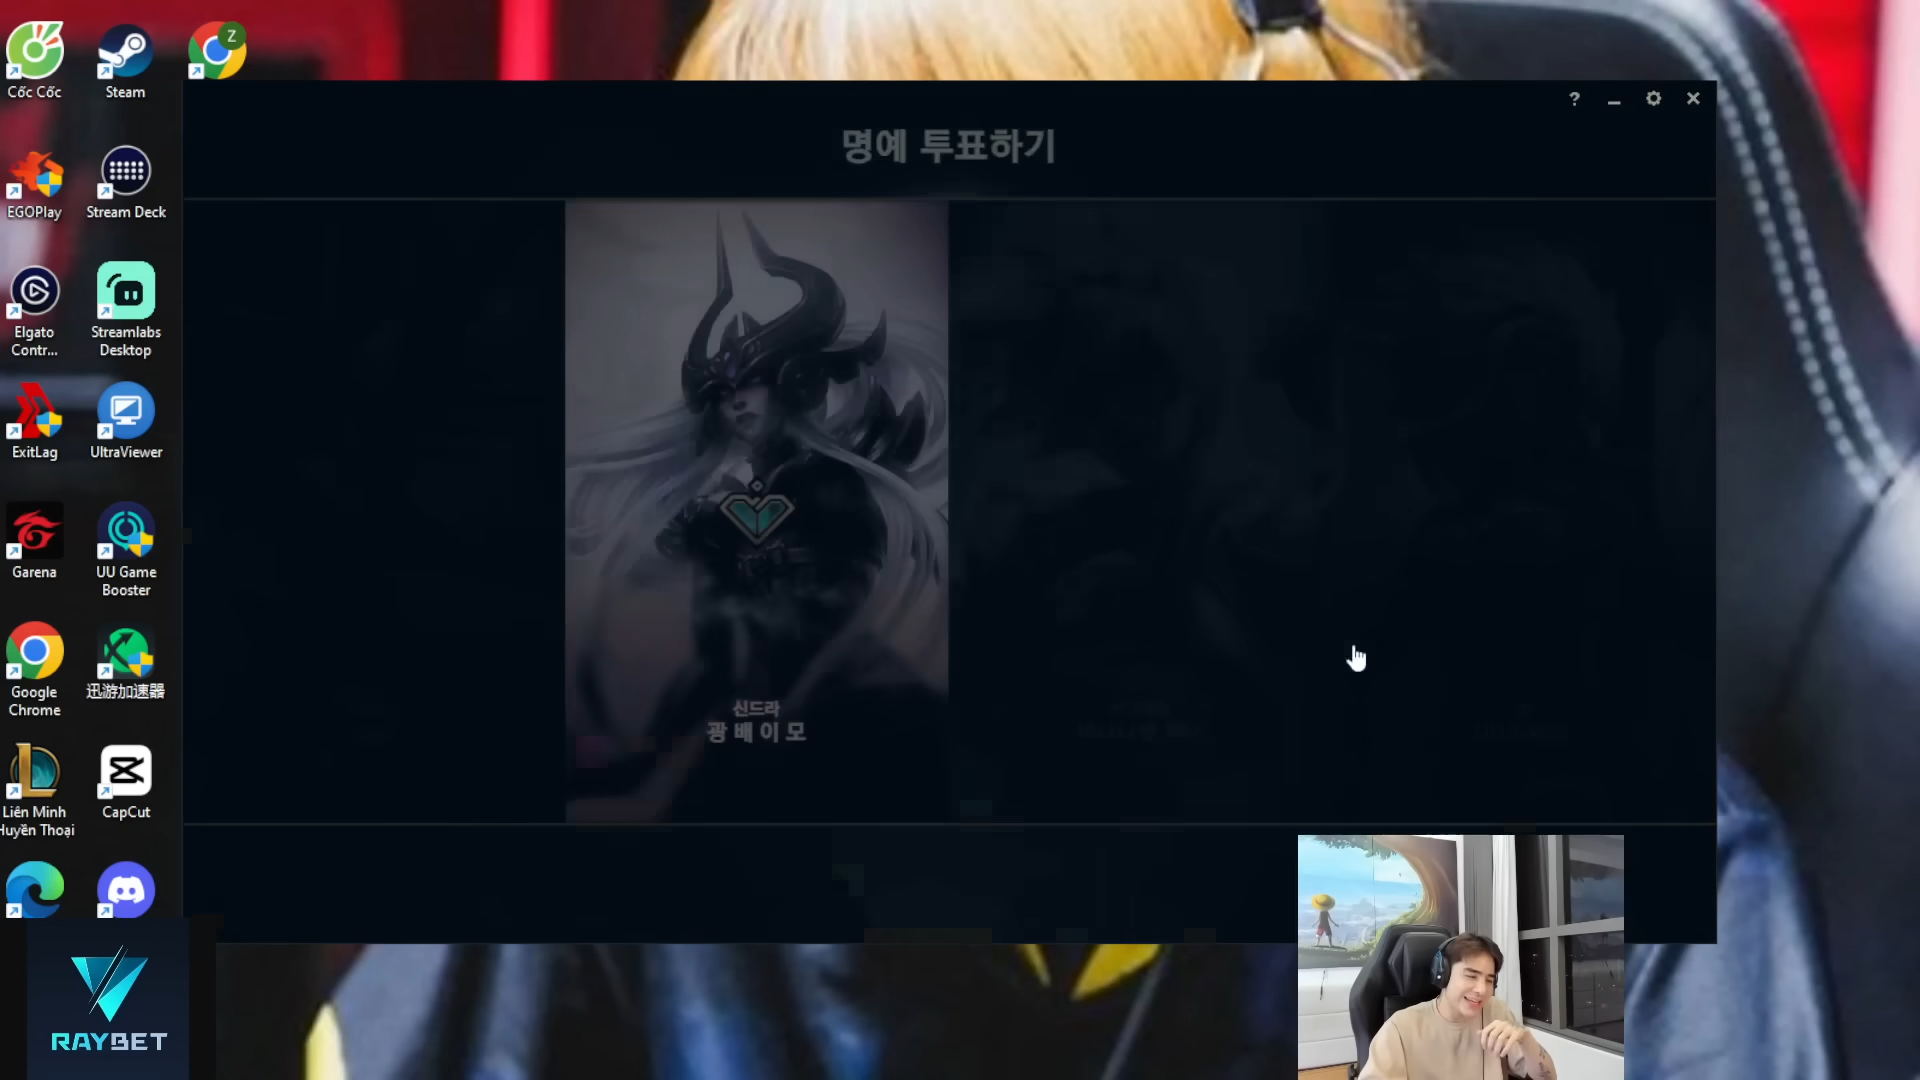 Cốc Cốc
Steam
Z
EGOPlay
Stream Deck
Elgato
Contr...
Streamlabs
Desktop
ExitLag
UltraViewer
Garena
UU Game
Booster
Google
Chrome
迅游加速器
Liên Minh
Huyền Thoại
CapCut
RAYBET
?
명예 투표하기
신드라
광 배 이 모